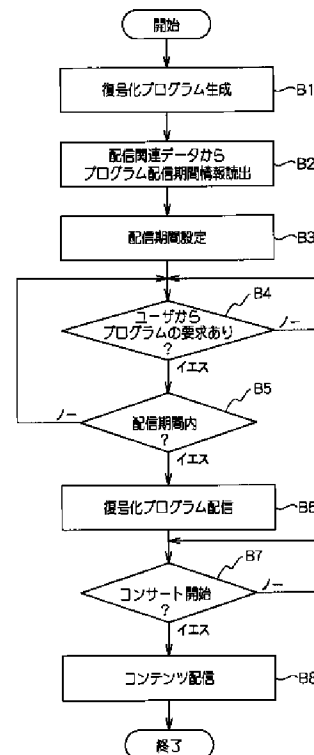 開始
復号化プログラム生成
B1
配信関連データから
プログラム配信期間情報読出
B2
配信期間設定
B3
B4
ユーザから
プログラムの要求あり
?
ノー
イエス
B5
配信期間内
?
ノー
イエス
復号化プログラム配信
B6
B7
コンサート開始
?
ノー
イエス
コンテンツ配信
B8
終了